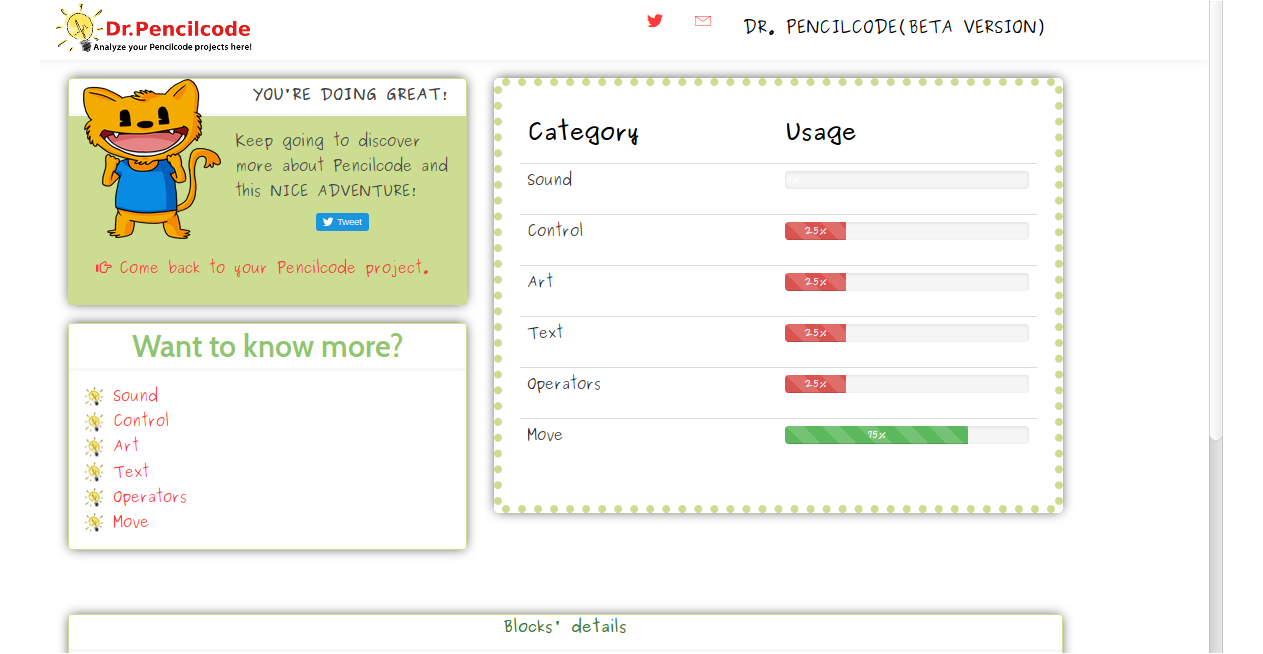 Dr.Pencilcode
Analyze your Pencilcode projects here!
DR. PENCILCODE(BETA VERSION)
YOU'RE DOING GREAT!
Keep going to discover
more about Pencilcode and
this NICE ADVENTURE!
Tweet
Come back to your Pencilcode project.
Want to know more?
Sound
Control
Art
Text
Operators
Move
Category Usage
Sound
Control 25%
Art 25%
Text 25%
Operators 25%
Move 75%
Blocks' details